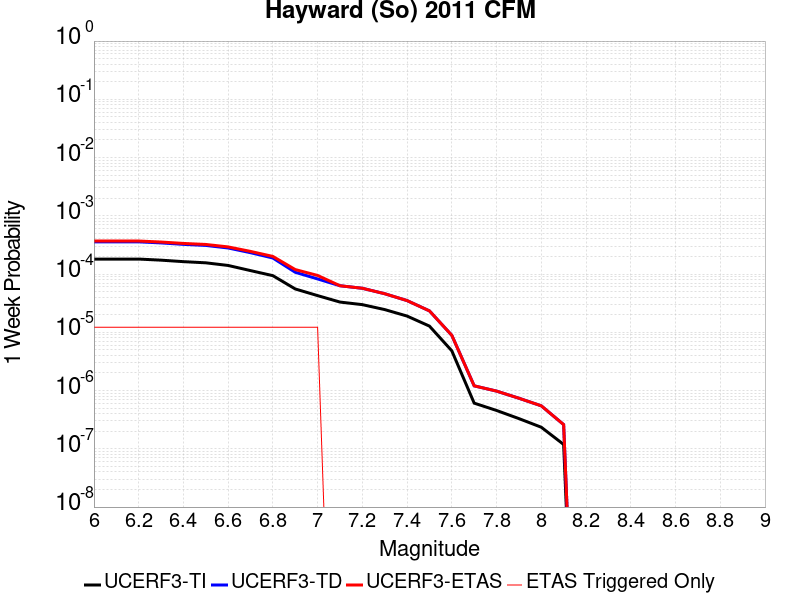 Hayward (So) 2011 CFM
10^0
10^-1
10^-2
10^-3
10^-4
10^-5
10^-6
10^-7
10^-8
1 Week Probability
6 6.2 6.4 6.6 6.8 7 7.2 7.4 7.6 7.8 8 8.2 8.4 8.6 8.8 9
Magnitude
UCERF3-TI UCERF3-TD UCERF3-ETAS ETAS Triggered Only